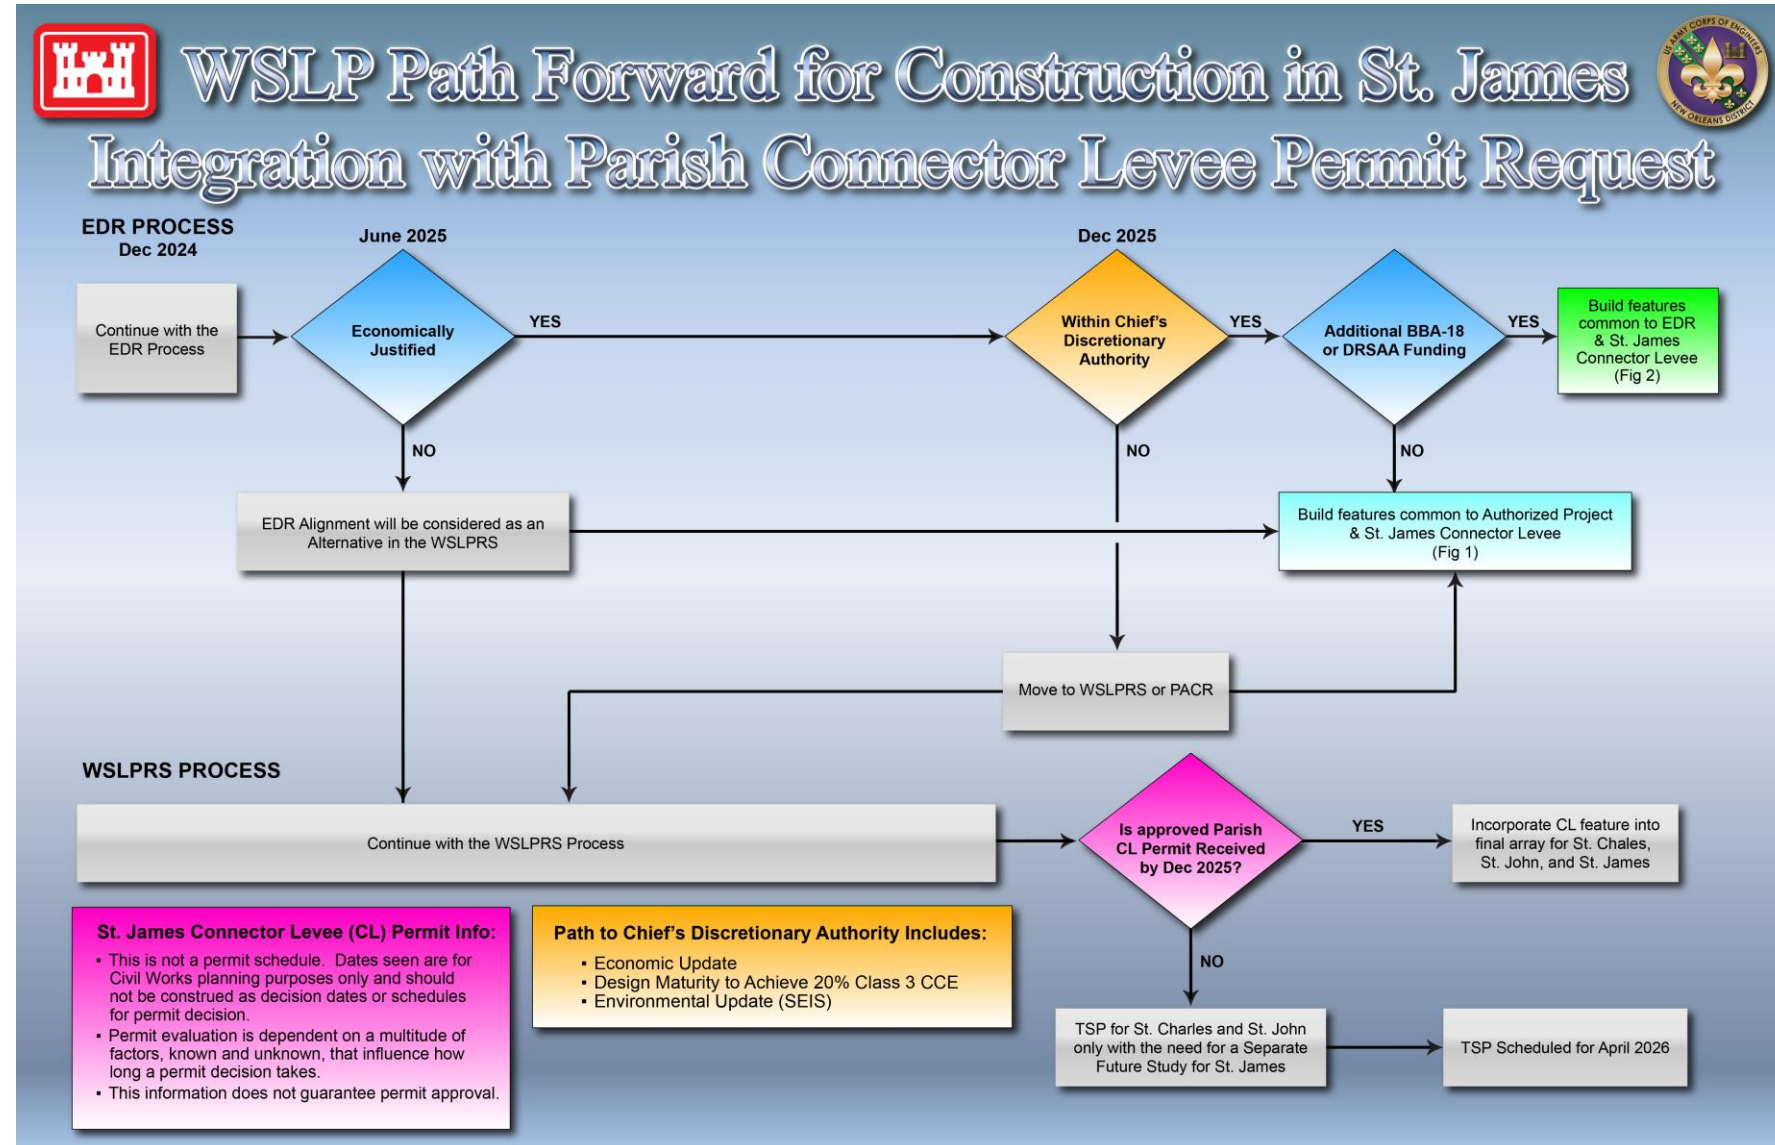 WSLP Path Forward for Construction in St. James
Integration with Parish Connector Levee Permit Request
US ARMY CORPS OF ENGINEERS
NEW ORLEANS DISTRICT
EDR PROCESS
Dec 2024
June 2025
Dec 2025
Continue with the
EDR Process
Economically
Justified
YES
Within Chief's
Discretionary
Authority
YES
Additional BBA-18
or DRSAA Funding
YES
Build features
common to EDR
& St. James
Connector Levee
(Fig 2)
NO
NO
NO
EDR Alignment will be considered as an
Alternative in the WSLPRS
Build features common to Authorized Project
& St. James Connector Levee
(Fig 1)
Move to WSLPRS or PACR
WSLPRS PROCESS
Continue with the WSLPRS Process
Is approved Parish
CL Permit Received
by Dec 2025?
YES
Incorporate CL feature into
final array for St. Chales,
St. John, and St. James
NO
TSP for St. Charles and St. John
only with the need for a Separate
Future Study for St. James
TSP Scheduled for April 2026
St. James Connector Levee (CL) Permit Info:
▪ This is not a permit schedule. Dates seen are for
Civil Works planning purposes only and should
not be construed as decision dates or schedules
for permit decision.
▪ Permit evaluation is dependent on a multitude of
factors, known and unknown, that influence how
long a permit decision takes.
▪ This information does not guarantee permit approval.
Path to Chief's Discretionary Authority Includes:
▪ Economic Update
▪ Design Maturity to Achieve 20% Class 3 CCE
▪ Environmental Update (SEIS)